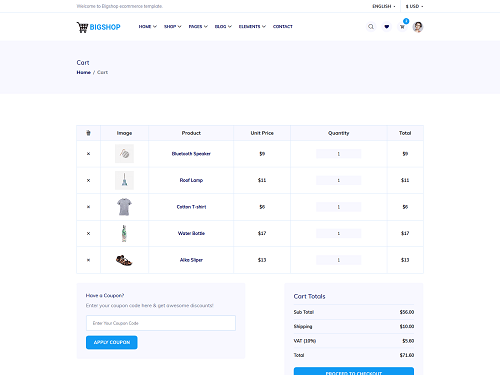 Welcome to Bigshop ecommerce template.
ENGLISH $ USD
BIGSHOP HOME SHOP PAGES BLOG ELEMENTS CONTACT
Cart
Home / Cart
Image Product Unit Price Quantity Total
× Bluetooth Speaker $9 1 $9
× Roof Lamp $11 1 $11
× Cotton T-shirt $6 1 $6
× Water Bottle $17 1 $17
× Alka Sliper $13 1 $13
Have a Coupon?
Enter your coupon code here & get awesome discounts!
Enter Your Coupon Code
APPLY COUPON
Cart Totals
Sub Total $56.00
Shipping $10.00
VAT (10%) $5.60
Total $71.60
PROCEED TO CHECKOUT